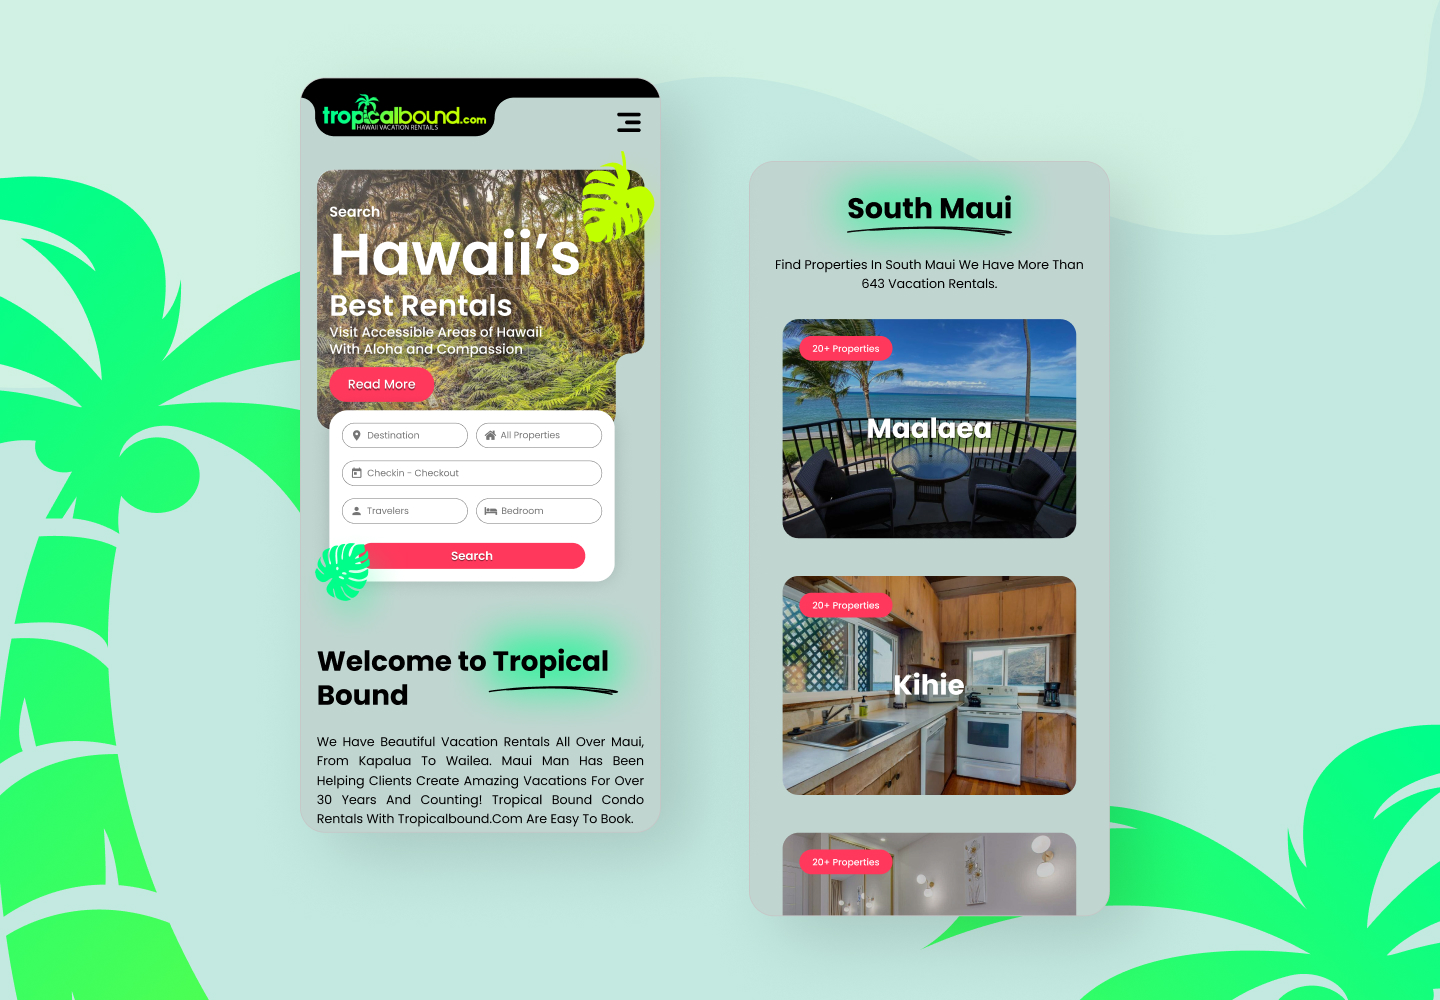 tropicalbound.com
HAWAII VACATION RENTAILS
Search
Hawaii's
Best Rentals
Visit Accessible Areas of Hawaii
With Aloha and Compassion
Read More
Destination
All Properties
Checkin - Checkout
Travelers
Bedroom
Search
Welcome to Tropical
Bound
We Have Beautiful Vacation Rentals All Over Maui,
From Kapalua To Wailea. Maui Man Has Been
Helping Clients Create Amazing Vacations For Over
30 Years And Counting! Tropical Bound Condo
Rentals With Tropicalbound.Com Are Easy To Book.
South Maui
Find Properties In South Maui We Have More Than
643 Vacation Rentals.
20+ Properties
Maalaea
20+ Properties
Kihie
20+ Properties